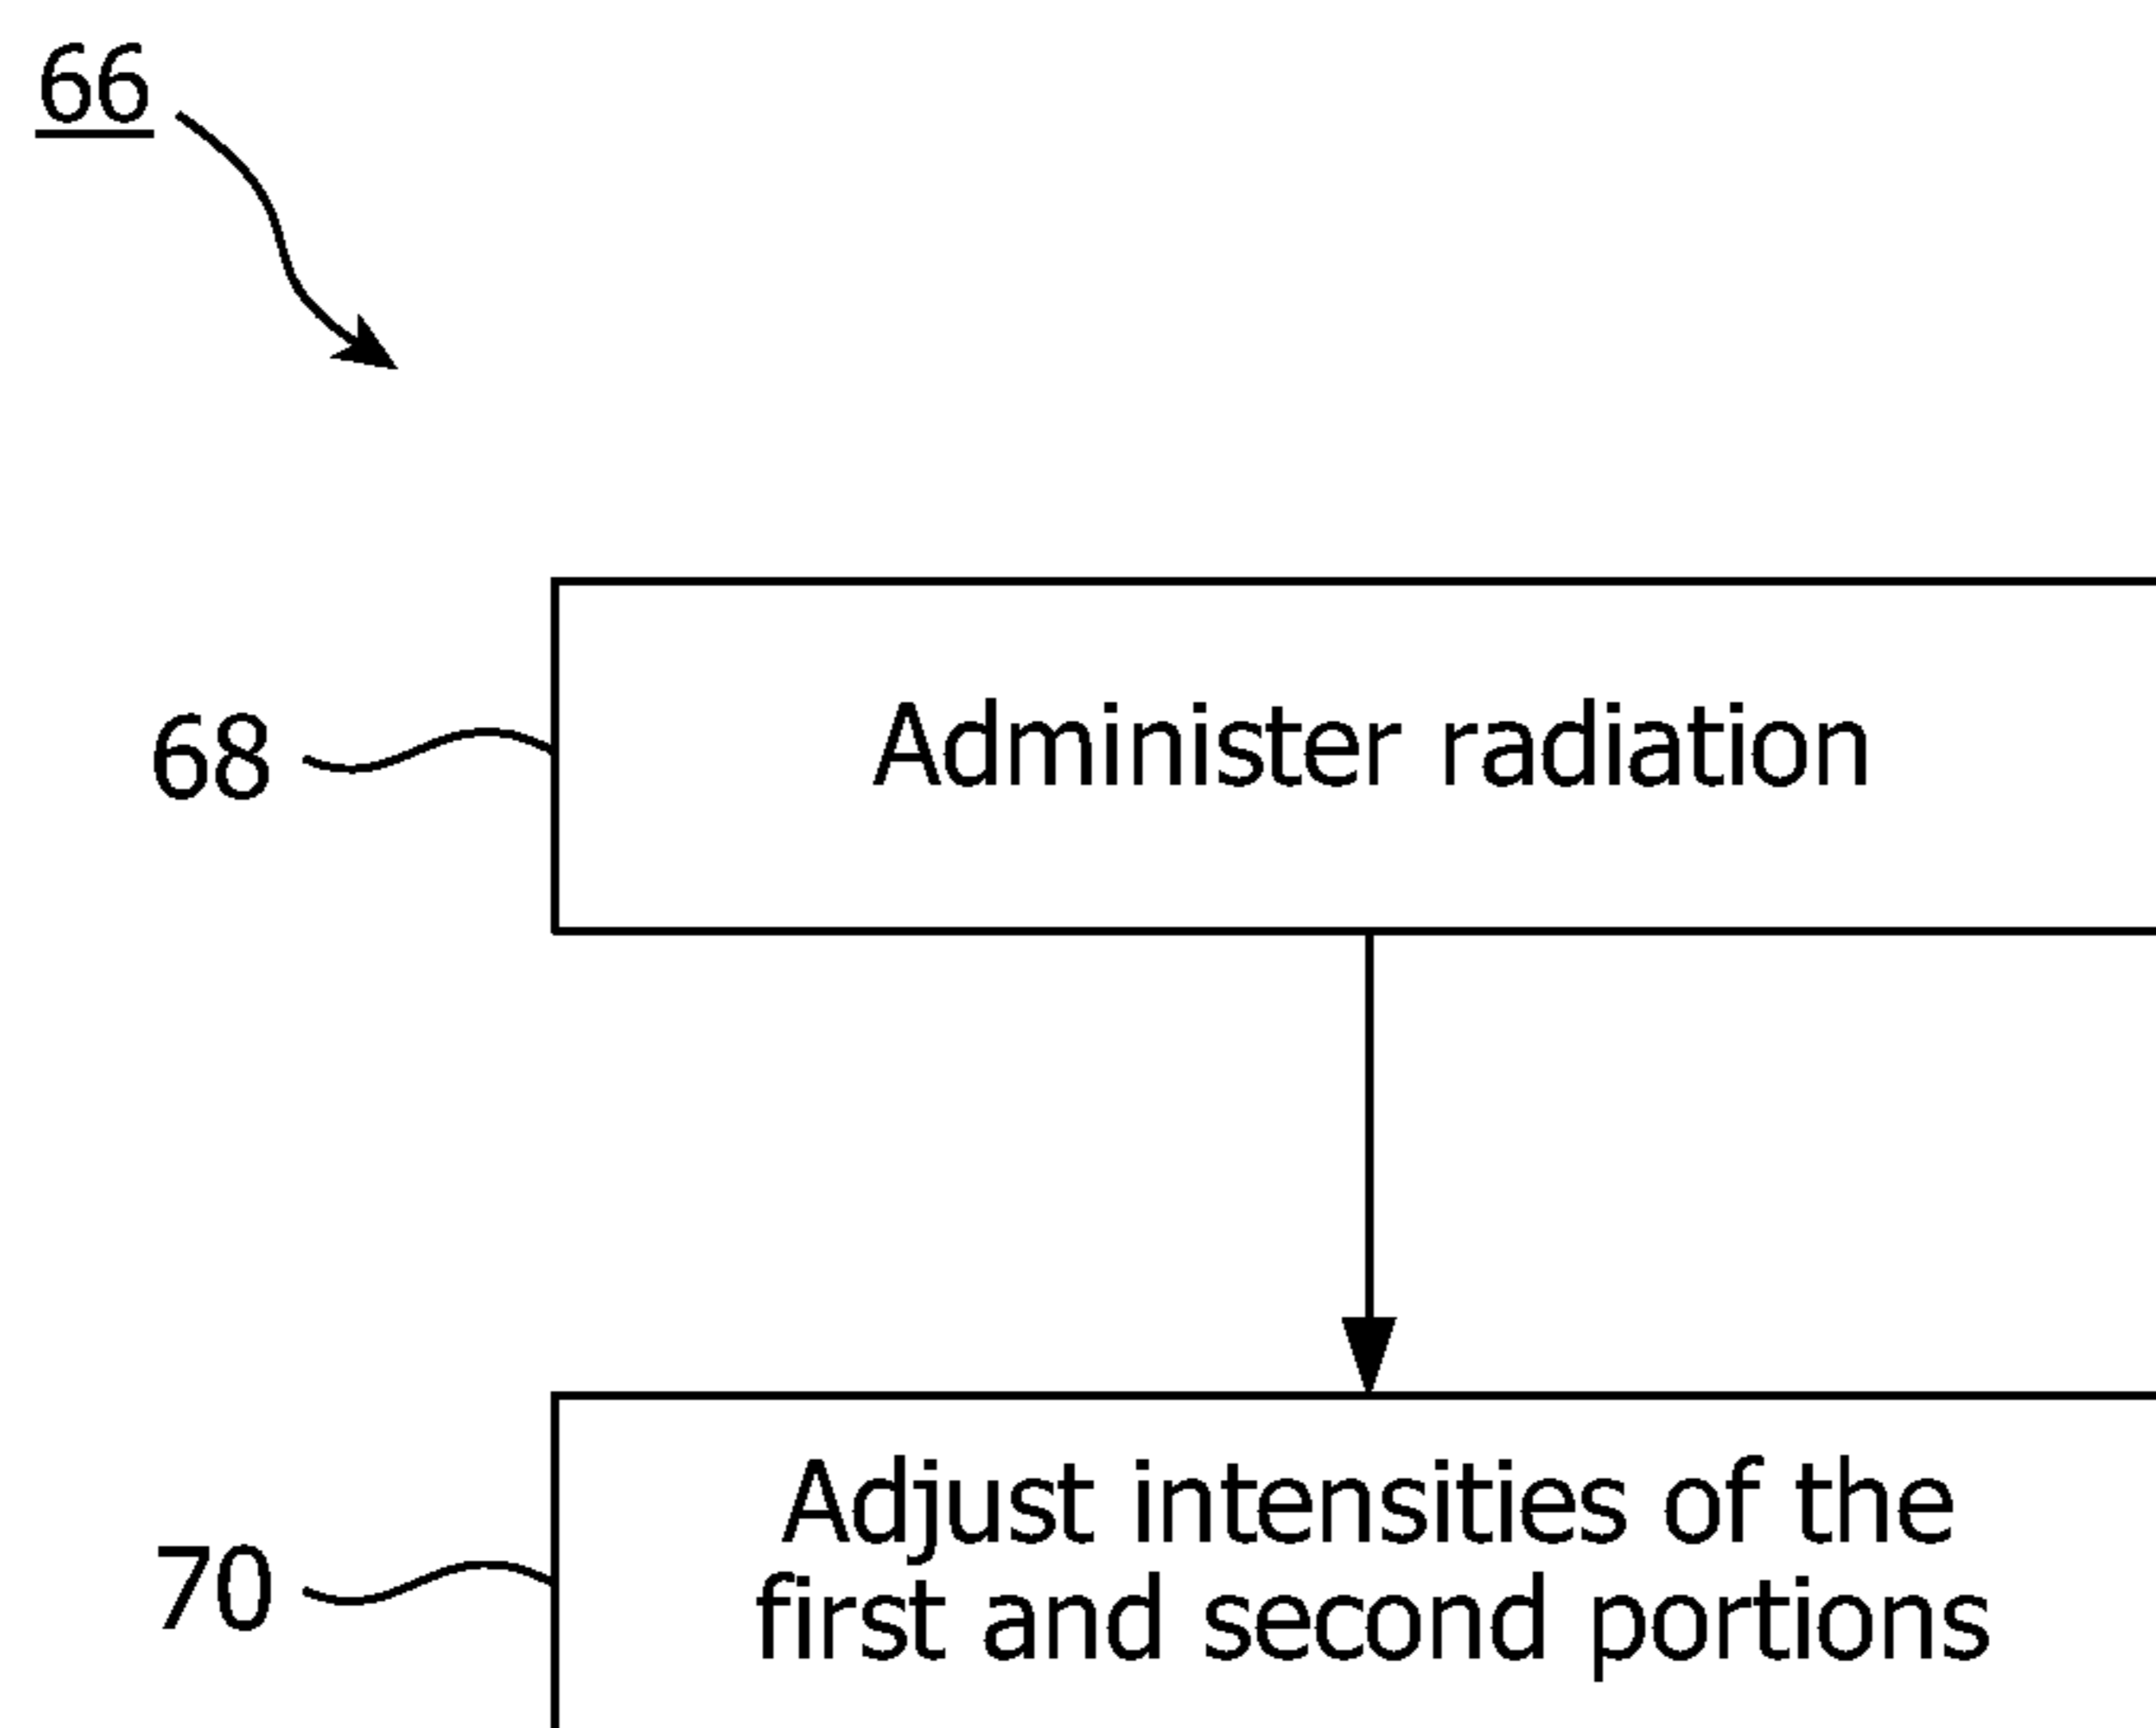 66
68
Administer radiation
70
Adjust intensities of the
first and second portions